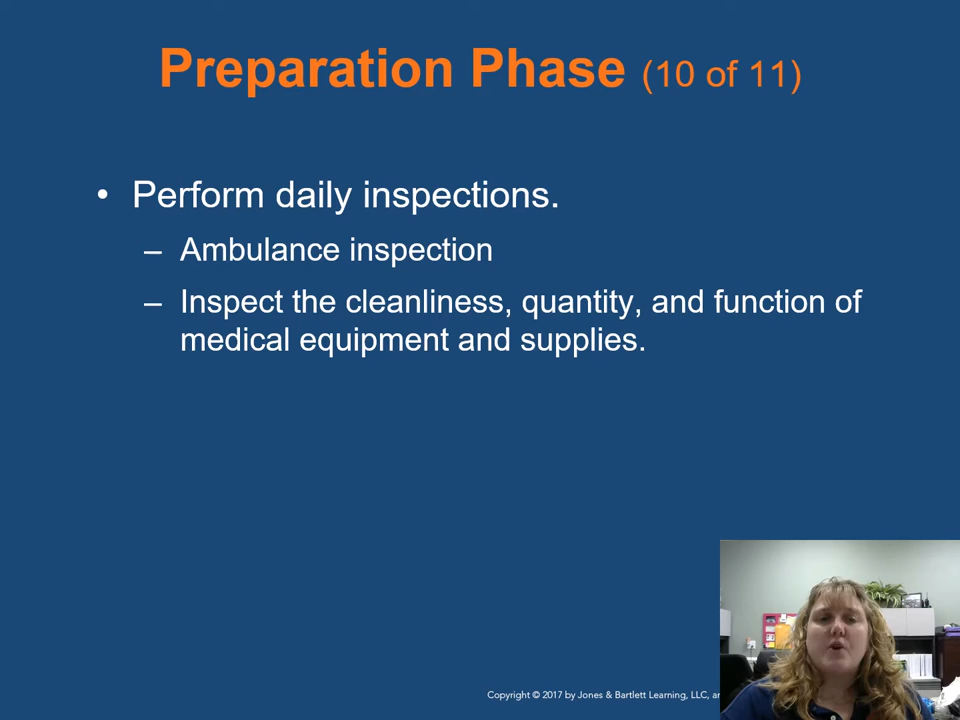 Preparation Phase (10 of 11)
• Perform daily inspections.
– Ambulance inspection
– Inspect the cleanliness, quantity, and function of
medical equipment and supplies.
Copyright © 2017 by Jones & Bartlett Learning, LLC, an